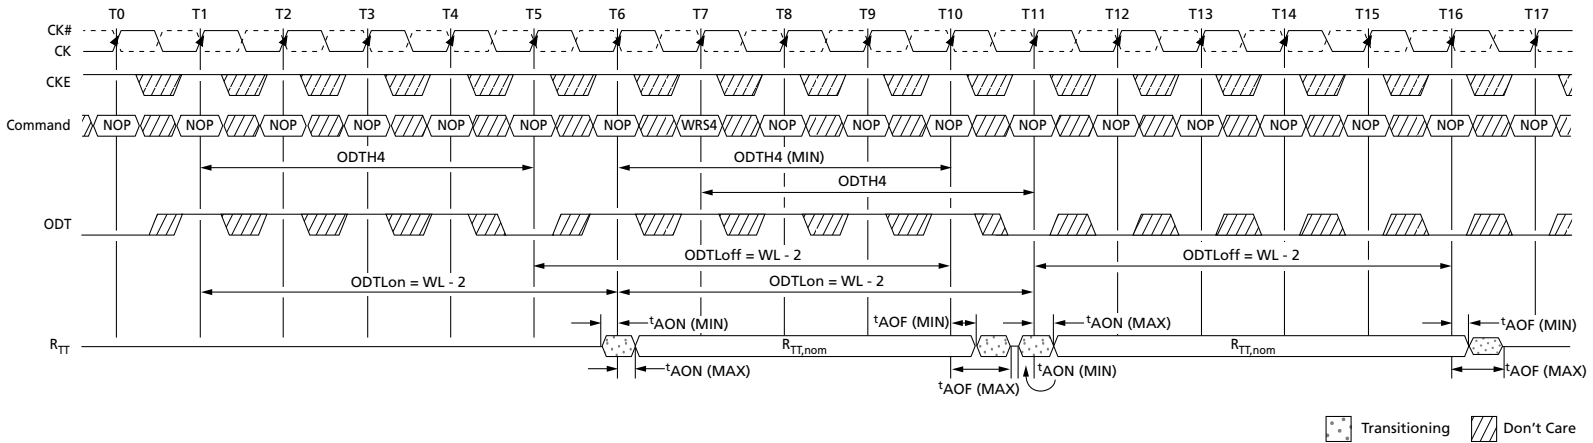 T0 T1 T2 T3 T4 T5 T6 T7 T8 T9 T10 T11 T12 T13 T14 T15 T16 T17
CK#
CK
CKE
Command NOP NOP NOP NOP NOP NOP NOP WRS4 NOP NOP NOP NOP NOP NOP NOP NOP NOP NOP
ODTH4 ODTH4 (MIN)
ODTH4
ODT
ODTLoff = WL - 2 ODTLoff = WL - 2
ODTLon = WL - 2 ODTLon = WL - 2
tAON (MIN) tAOF (MIN) tAON (MAX) tAOF (MIN)
RTT RTT,nom RTT,nom
tAON (MAX) tAON (MIN) tAOF (MAX)
tAOF (MAX)
Transitioning Don't Care